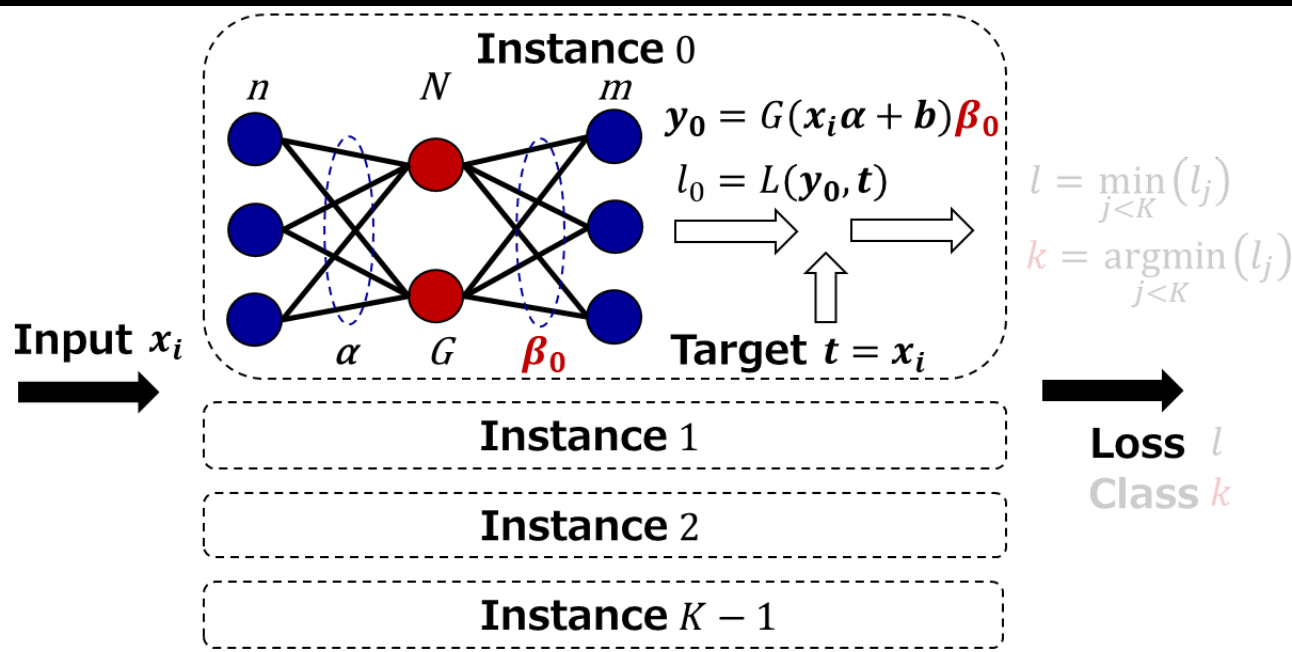 Instance 0
n N m
y₀ = G(xᵢα + b)β₀
l₀ = L(y₀, t)
l = min (lⱼ)
j<K
k = argmin (lⱼ)
j<K
Input xᵢ
α G β₀
Target t = xᵢ
Instance 1
Loss l
Class k
Instance 2
Instance K − 1